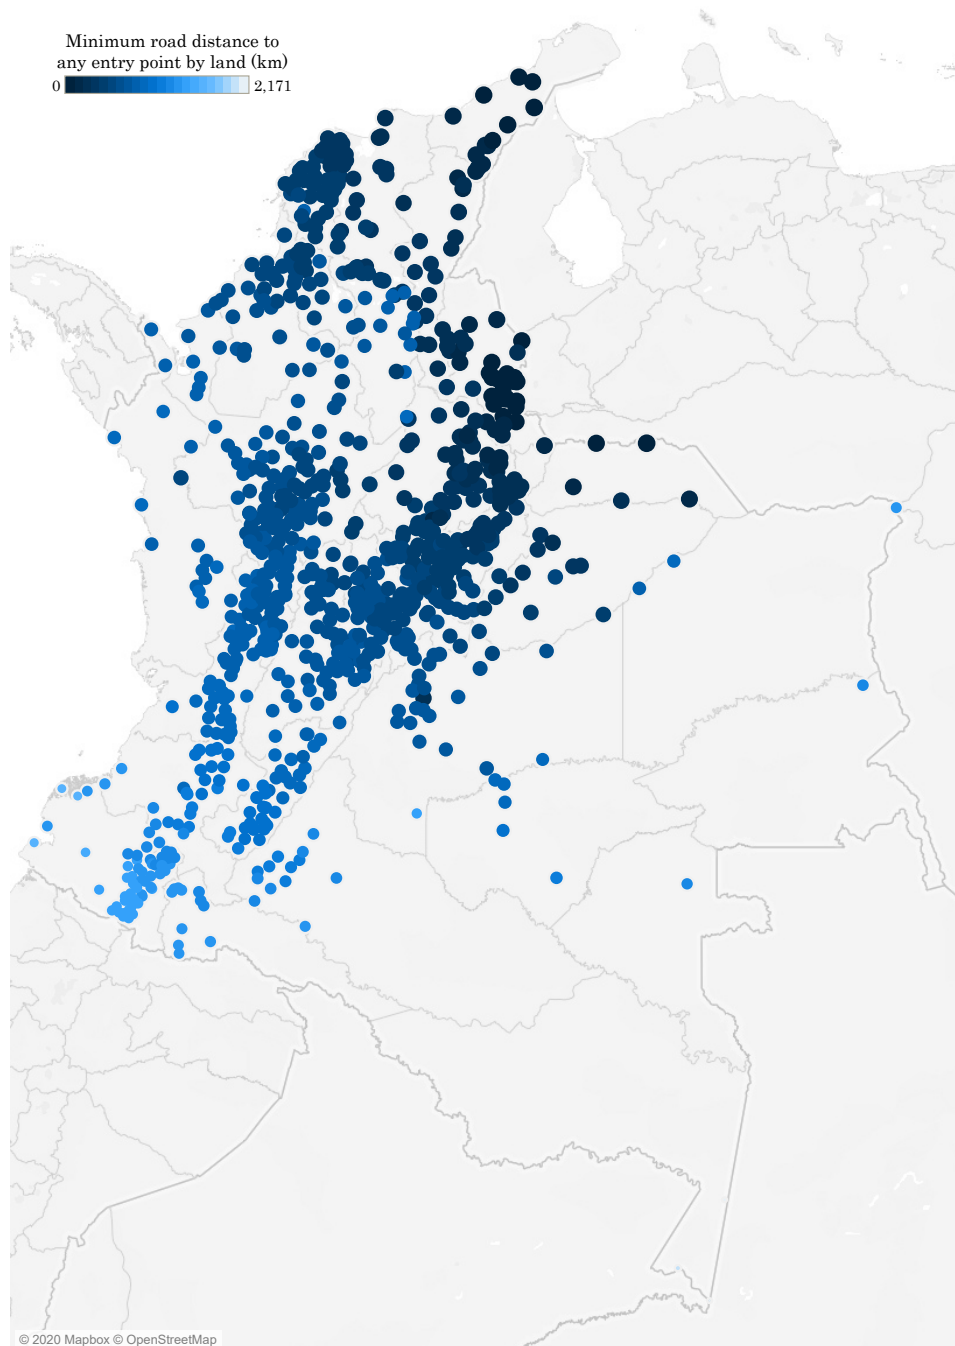 Minimum road distance to
any entry point by land (km)
0 2,171
© 2020 Mapbox © OpenStreetMap